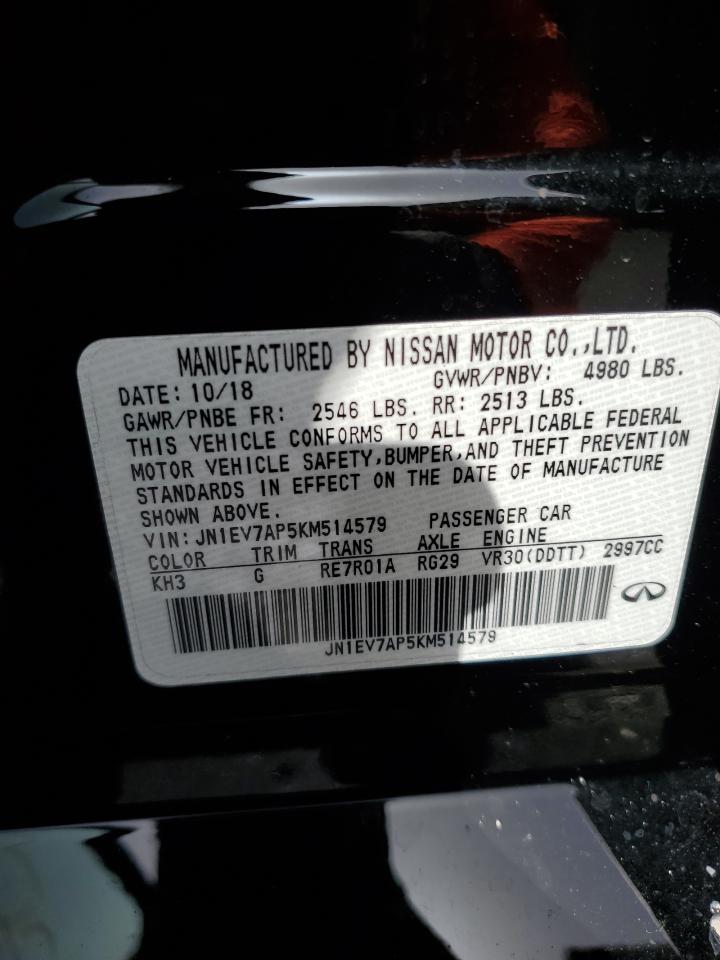 MANUFACTURED BY NISSAN MOTOR CO.,LTD.
DATE: 10/18 GVWR/PNBV: 4980 LBS.
GAWR/PNBE FR: 2546 LBS. RR: 2513 LBS.
THIS VEHICLE CONFORMS TO ALL APPLICABLE FEDERAL
MOTOR VEHICLE SAFETY,BUMPER,AND THEFT PREVENTION
STANDARDS IN EFFECT ON THE DATE OF MANUFACTURE
SHOWN ABOVE.
VIN: JN1EV7AP5KM514579 PASSENGER CAR
COLOR TRIM TRANS AXLE ENGINE
KH3 G RE7R01A RG29 VR30(DDTT) 2997CC
JN1EV7AP5KM514579